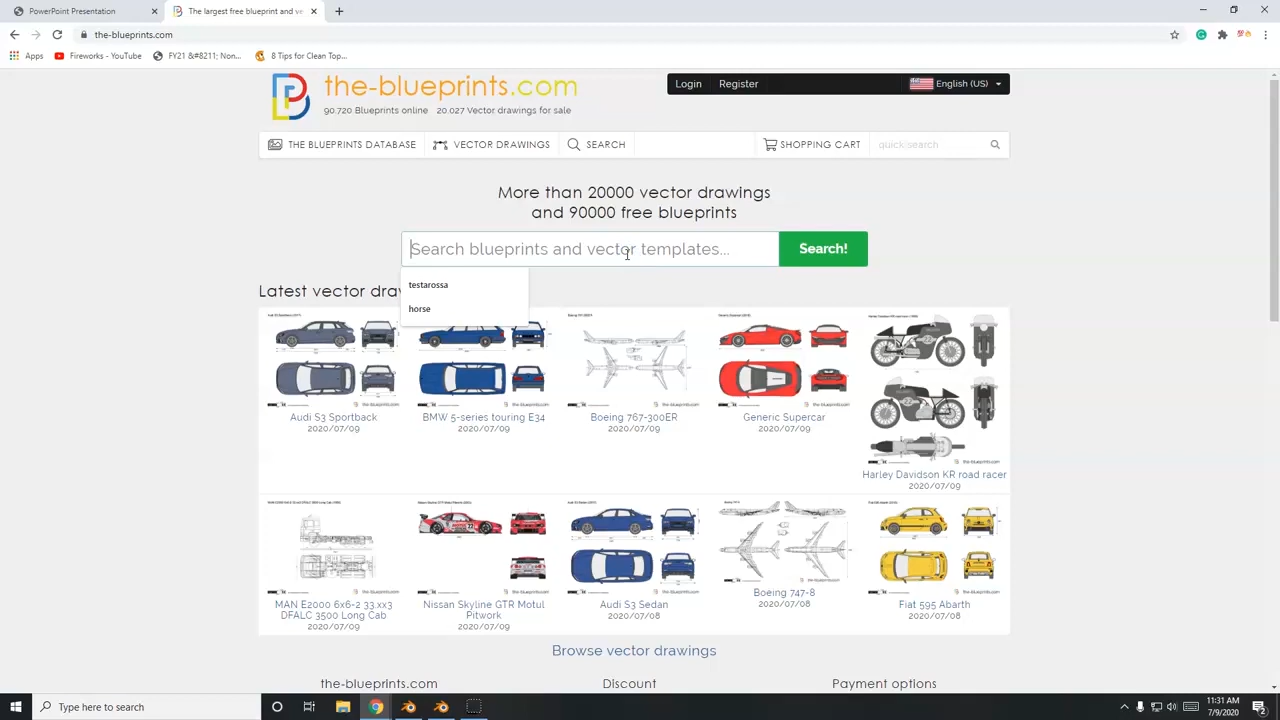 PowerPoint Presentation
The largest free blueprint and ve
the-blueprints.com
Apps
Fireworks - YouTube
FY21 &#8211; Non...
8 Tips for Clean Top...
the-blueprints.com
90.720 Blueprints online 20.027 Vector drawings for sale
Login
Register
English (US)
THE BLUEPRINTS DATABASE
VECTOR DRAWINGS
SEARCH
SHOPPING CART
quick search
More than 20000 vector drawings
and 90000 free blueprints
Search blueprints and vector templates...
Search!
testarossa
horse
Latest vector draw
Audi S3 Sportback
2020/07/09
BMW 5-series touring E34
2020/07/09
Boeing 767-300ER
2020/07/09
Generic Supercar
2020/07/09
Harley Davidson KR road racer
2020/07/09
MAN E2000 6x6-2 33.xx3
DFALC 3500 Long Cab
2020/07/09
Nissan Skyline GTR Motul
Pitwork
2020/07/09
Audi S3 Sedan
2020/07/08
Boeing 747-8
2020/07/08
Fiat 595 Abarth
2020/07/08
Browse vector drawings
the-blueprints.com
Discount
Payment options
Type here to search
11:31 AM
7/9/2020
2